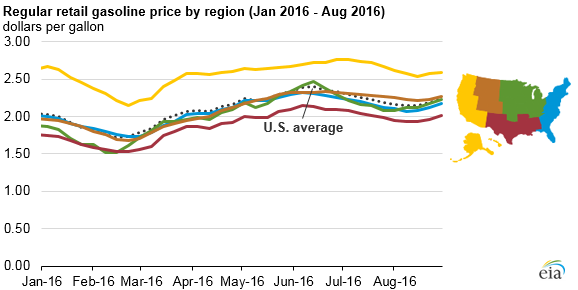 Regular retail gasoline price by region (Jan 2016 - Aug 2016)
dollars per gallon
3.00
2.50
2.00
1.50
1.00
0.50
0.00
U.S. average
Jan-16 Feb-16 Mar-16 Apr-16 May-16 Jun-16 Jul-16 Aug-16
eia